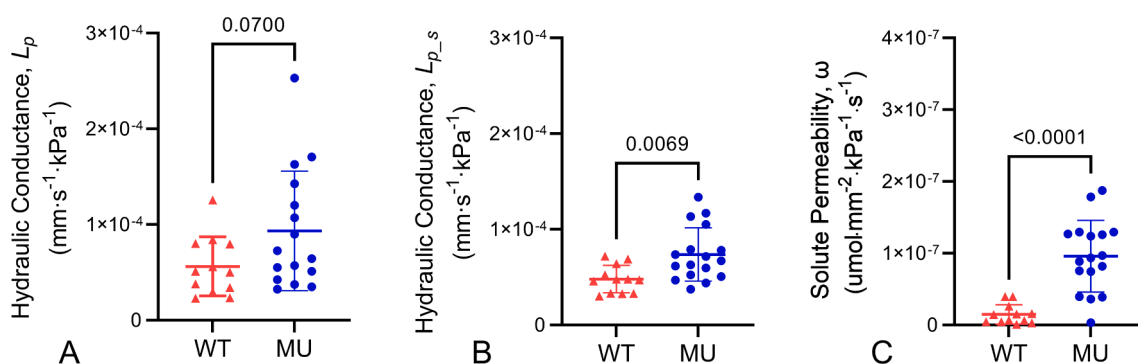 Hydraulic Conductance, Lp
(mm·s⁻¹·kPa⁻¹)
3×10⁻⁴
2×10⁻⁴
1×10⁻⁴
0
0.0700
WT MU
A
Hydraulic Conductance, Lp_s
(mm·s⁻¹·kPa⁻¹)
3×10⁻⁴
2×10⁻⁴
1×10⁻⁴
0
0.0069
WT MU
B
Solute Permeability, ω
(umol·mm⁻²·kPa⁻¹·s⁻¹)
4×10⁻⁷
3×10⁻⁷
2×10⁻⁷
1×10⁻⁷
0
<0.0001
WT MU
C